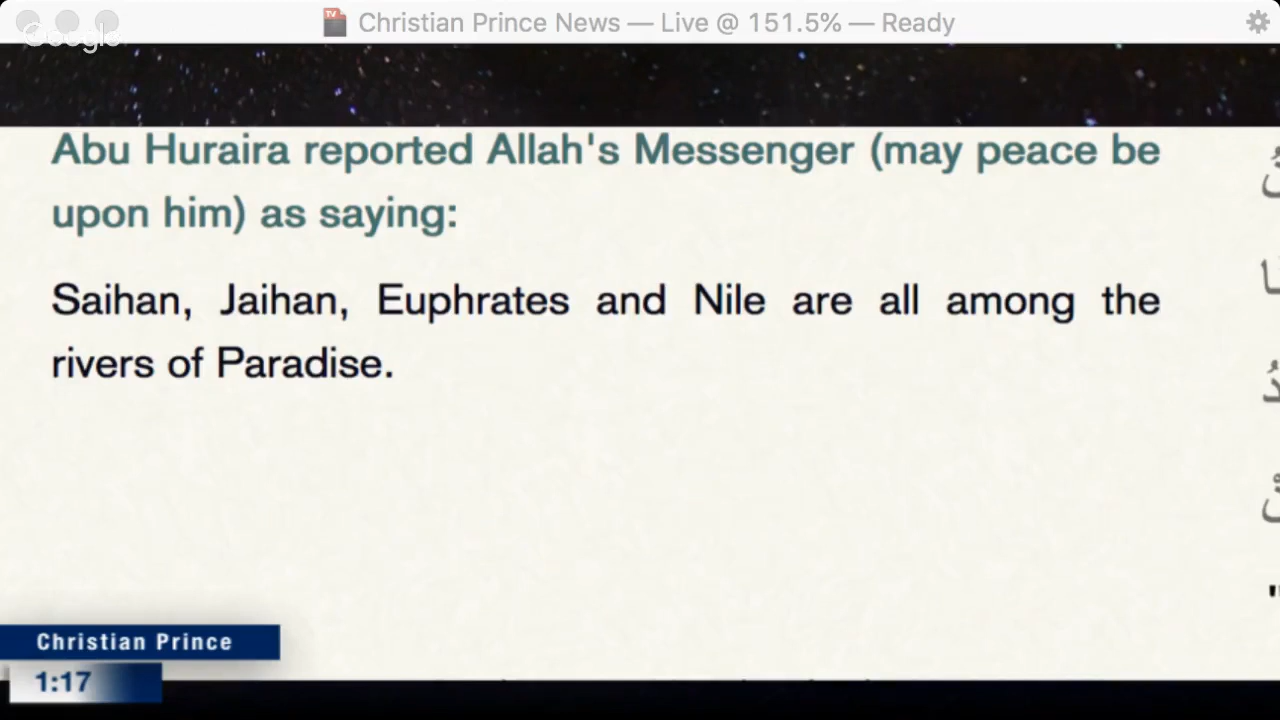 Christian Prince News — Live @ 151.5% — Ready
Google
Abu Huraira reported Allah's Messenger (may peace be
upon him) as saying:
Saihan, Jaihan, Euphrates and Nile are all among the
rivers of Paradise.
Christian Prince
1:17